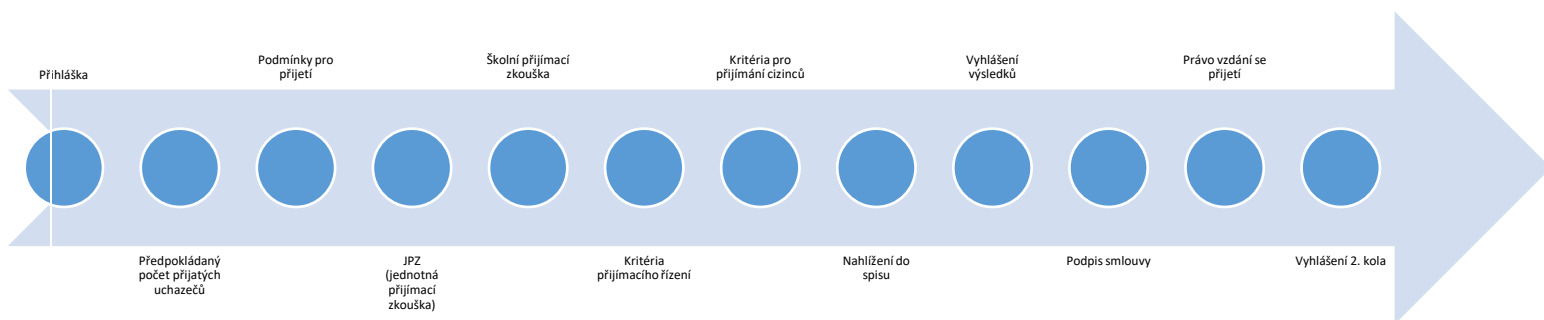 Přihláška
Předpokládaný
počet přijatých
uchazečů
Podmínky pro
přijetí
JPZ
(jednotná
přijímací
zkouška)
Školní přijímací
zkouška
Kritéria
přijímacího řízení
Kritéria pro
přijímání cizinců
Nahlížení do
spisu
Vyhlášení
výsledků
Podpis smlouvy
Právo vzdání se
přijetí
Vyhlášení 2. kola